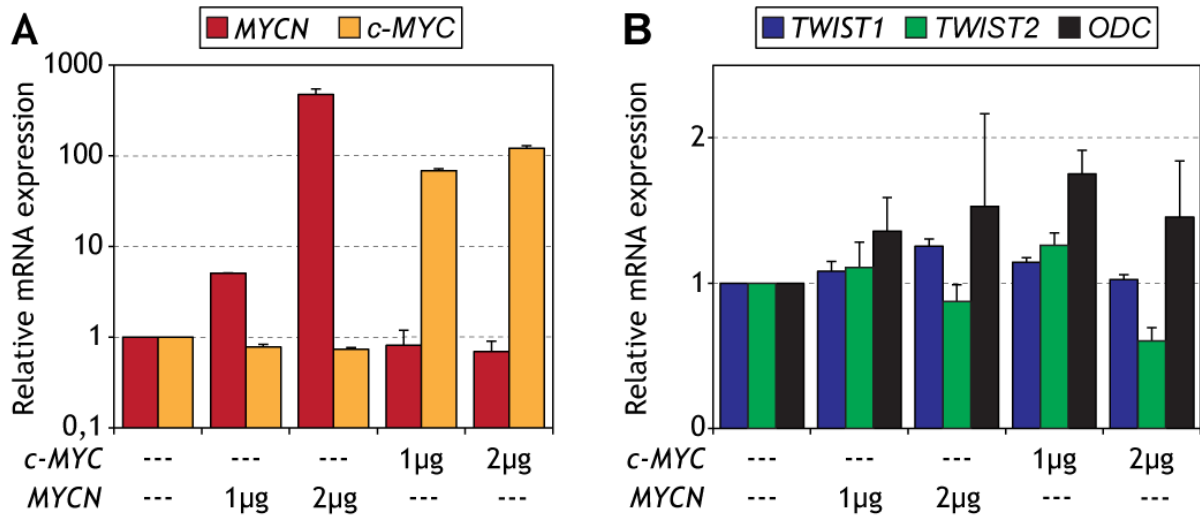 A
MYCN c-MYC
Relative mRNA expression
1000
100
10
1
0,1
c-MYC --- --- --- 1µg 2µg
MYCN --- 1µg 2µg --- ---
B
TWIST1 TWIST2 ODC
Relative mRNA expression
2
1
0
c-MYC --- --- --- 1µg 2µg
MYCN --- 1µg 2µg --- ---